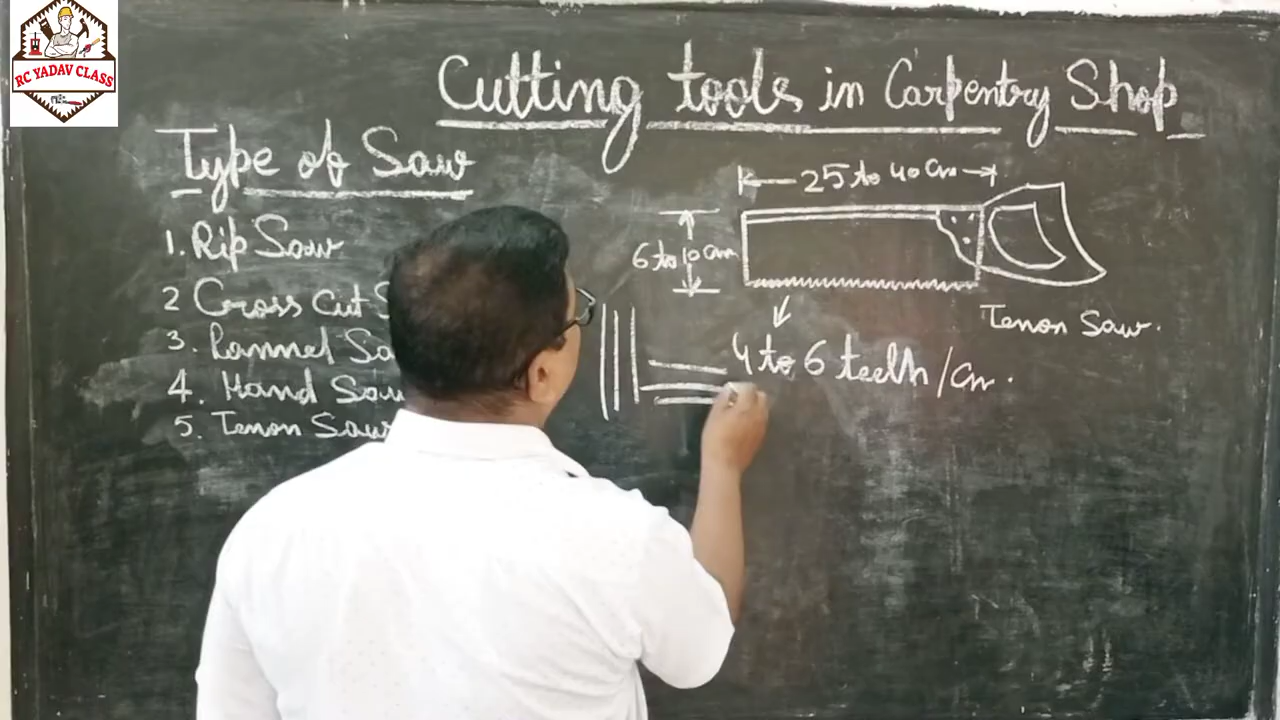 RC YADAV CLASS
Cutting tools in Carpentry Shop
Type of Saw
1. Rip Saw
2 Cross Cut
3. Pannel
4. Hand Saw
5. Tenon Saw
25 to 40 cm
6 to 10 cm
Tenon Saw.
4 to 6 teeth/cm.